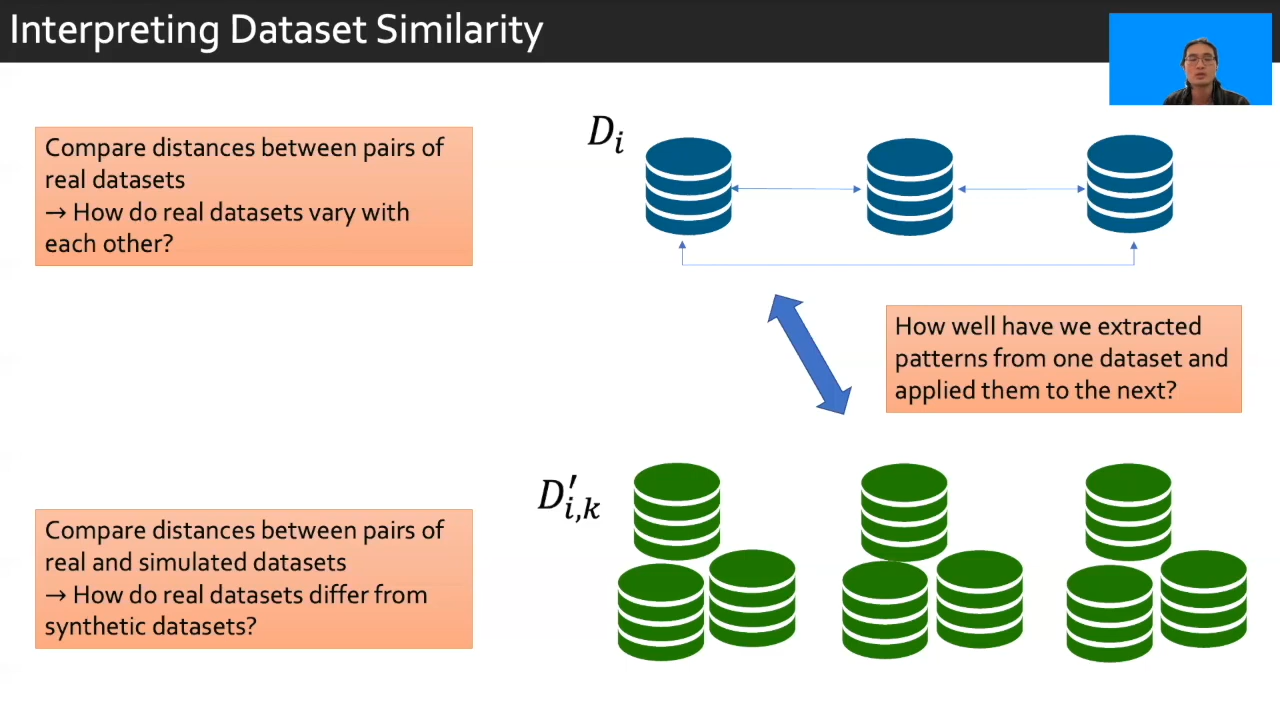 Interpreting Dataset Similarity
Compare distances between pairs of
real datasets
→ How do real datasets vary with
each other?
D_i
How well have we extracted
patterns from one dataset and
applied them to the next?
D'_{i,k}
Compare distances between pairs of
real and simulated datasets
→ How do real datasets differ from
synthetic datasets?